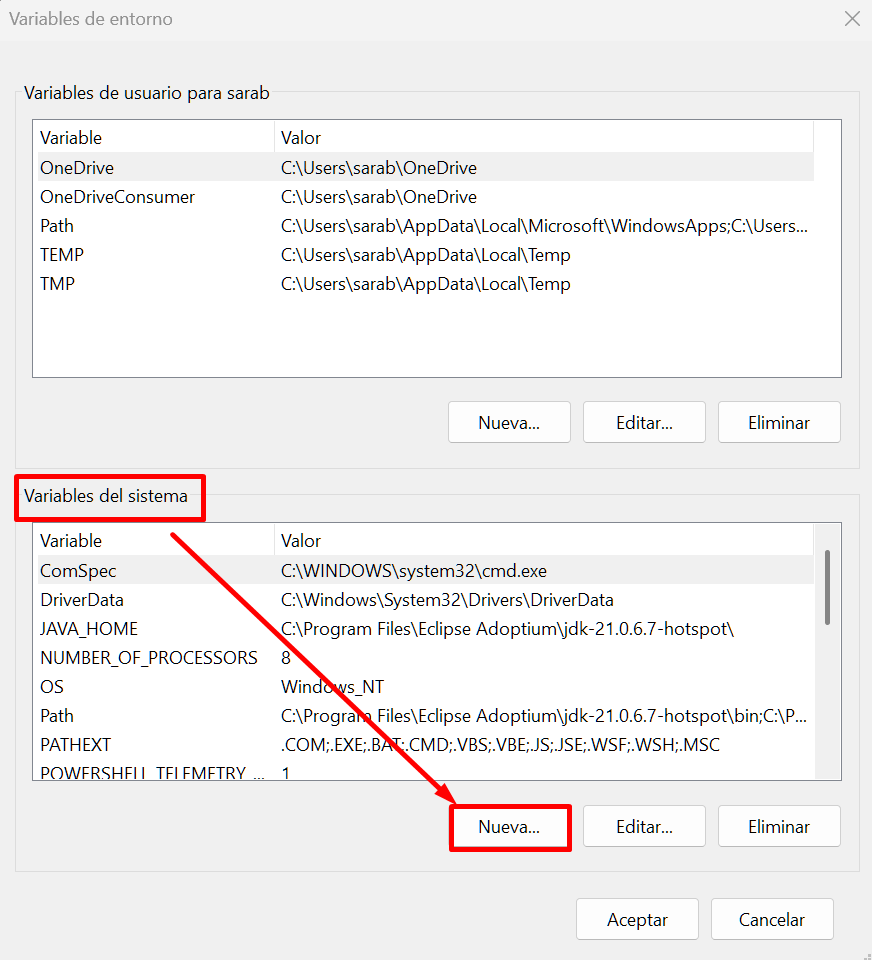 Variables de entorno
Variables de usuario para sarab
Variable Valor
OneDrive C:\Users\sarab\OneDrive
OneDriveConsumer C:\Users\sarab\OneDrive
Path C:\Users\sarab\AppData\Local\Microsoft\WindowsApps;C:\Users...
TEMP C:\Users\sarab\AppData\Local\Temp
TMP C:\Users\sarab\AppData\Local\Temp
Nueva... Editar... Eliminar
Variables del sistema
Variable Valor
ComSpec C:\WINDOWS\system32\cmd.exe
DriverData C:\Windows\System32\Drivers\DriverData
JAVA_HOME C:\Program Files\Eclipse Adoptium\jdk-21.0.6.7-hotspot\
NUMBER_OF_PROCESSORS 8
OS Windows_NT
Path C:\Program Files\Eclipse Adoptium\jdk-21.0.6.7-hotspot\bin;C:\P...
PATHEXT .COM;.EXE;.BAT;.CMD;.VBS;.VBE;.JS;.JSE;.WSF;.WSH;.MSC
POWERSHELL_TELEMETRY_... 1
Nueva... Editar... Eliminar
Aceptar Cancelar